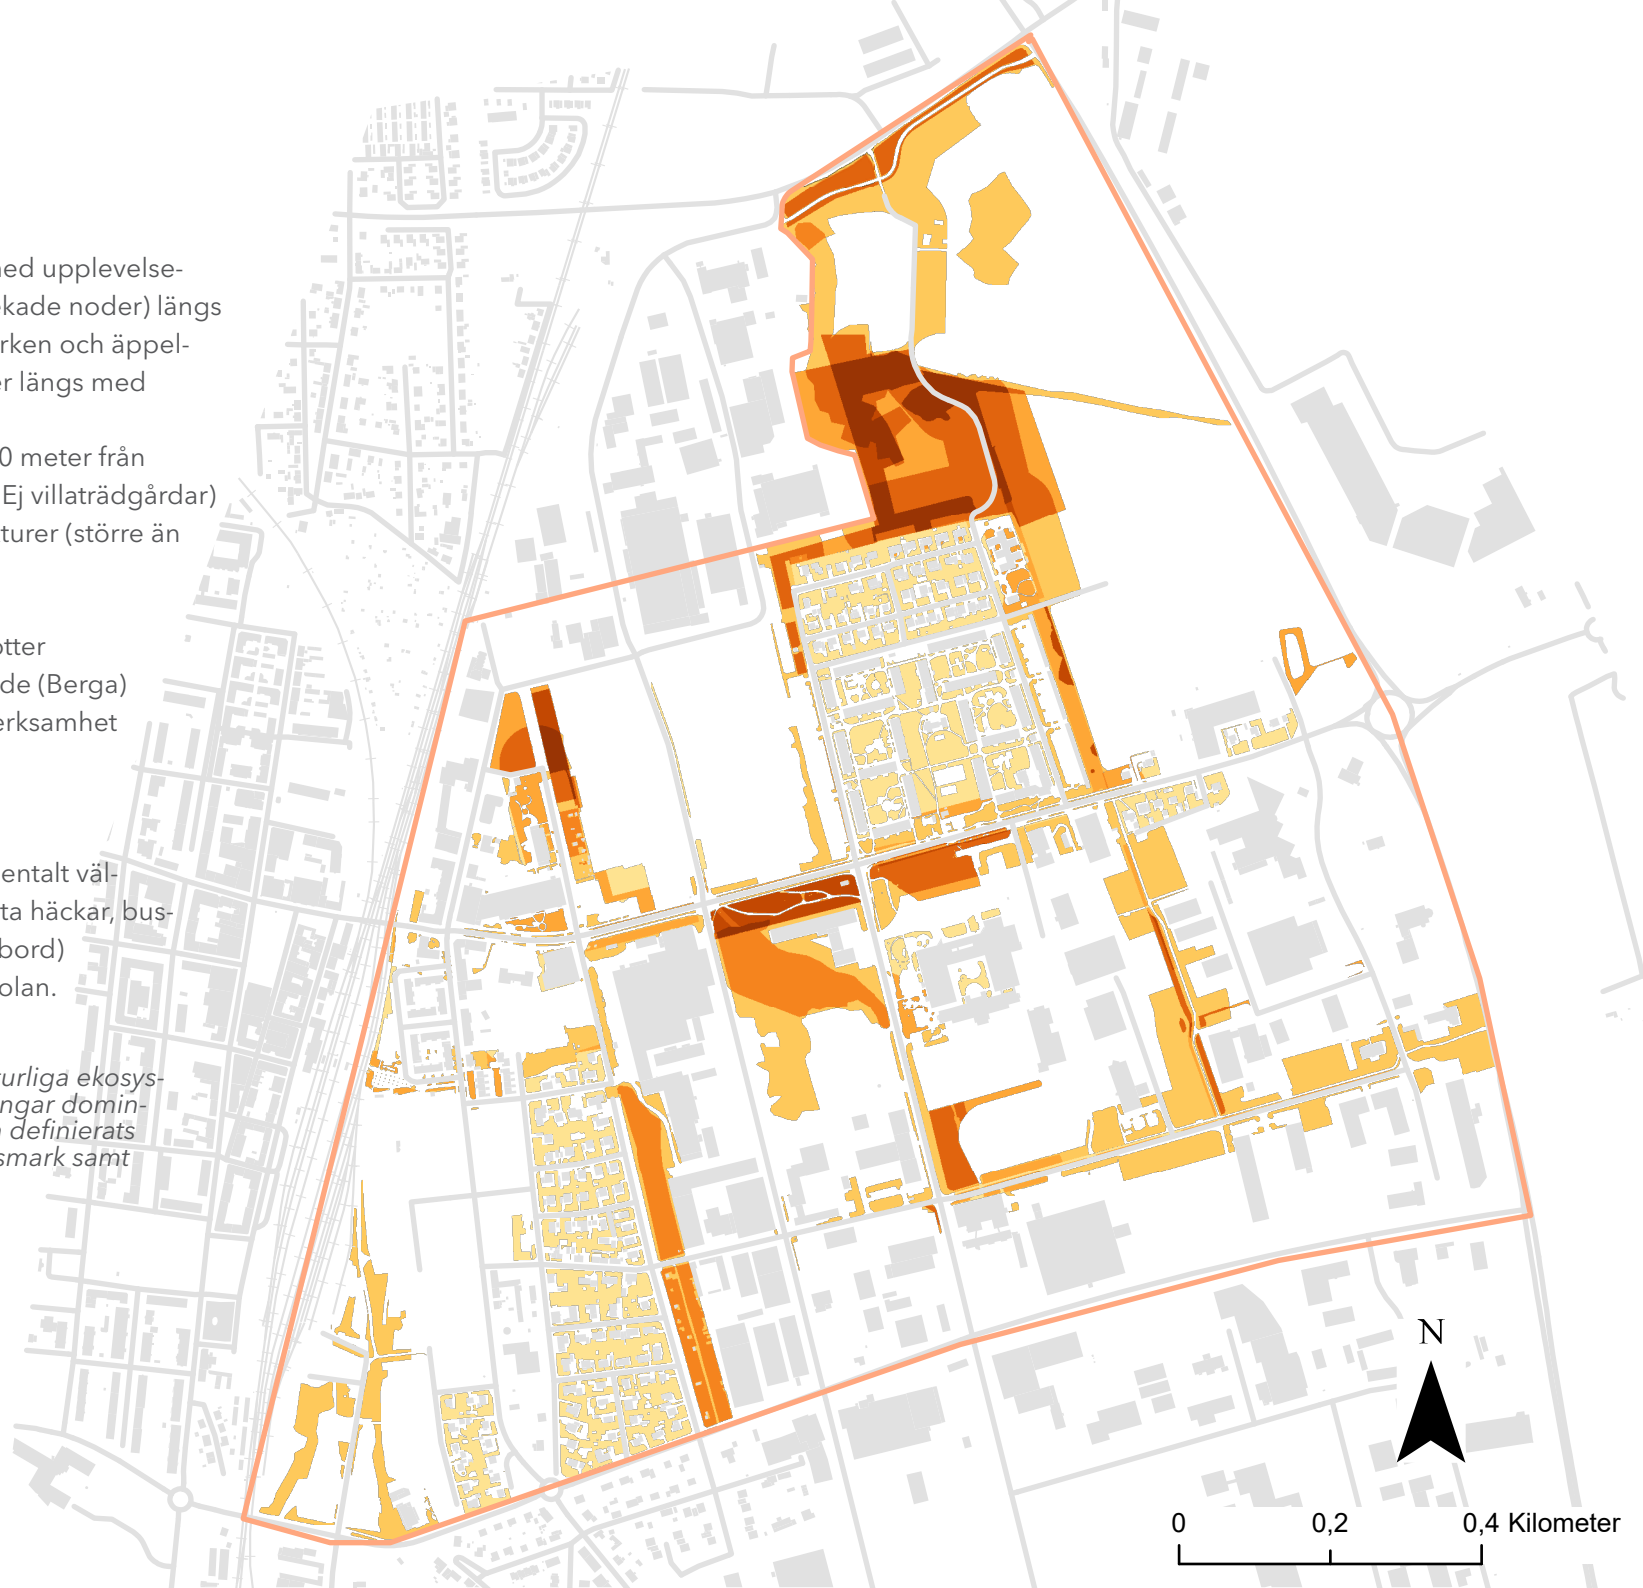 ned upplevelse-
ekade noder) längs
rken och äppel-
er längs med
0 meter från
Ej villaträdgårdar)
turer (större än
otter
de (Berga)
erksamhet
entalt väl-
ta häckar, bus-
bord)
olan.
urliga ekosys-
ngar domin-
definierats
smark samt
N
0 0,2 0,4 Kilometer